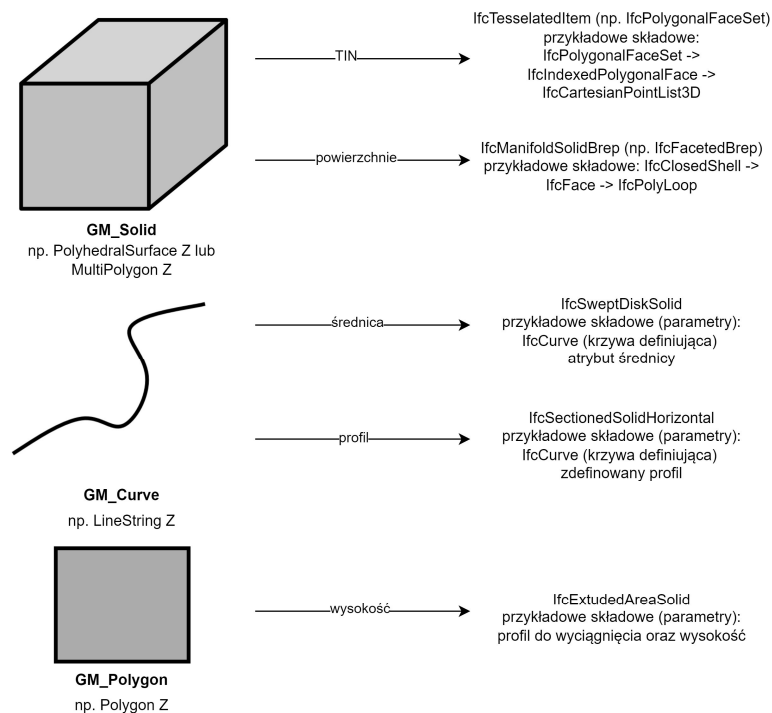 IfcTesselatedItem (np. IfcPolygonalFaceSet)
przykładowe składowe:
IfcPolygonalFaceSet ->
IfcIndexedPolygonalFace ->
IfcCartesianPointList3D
TIN
IfcManifoldSolidBrep (np. IfcFacetedBrep)
przykładowe składowe: IfcClosedShell ->
IfcFace -> IfcPolyLoop
powierzchnie
GM_Solid
np. PolyhedralSurface Z lub
MultiPolygon Z
średnica
IfcSweptDiskSolid
przykładowe składowe (parametry):
IfcCurve (krzywa definiująca)
atrybut średnicy
profil
IfcSectionedSolidHorizontal
przykładowe składowe (parametry):
IfcCurve (krzywa definiująca)
zdefinowany profil
GM_Curve
np. LineString Z
wysokość
IfcExtudedAreaSolid
przykładowe składowe (parametry):
profil do wyciągnięcia oraz wysokość
GM_Polygon
np. Polygon Z